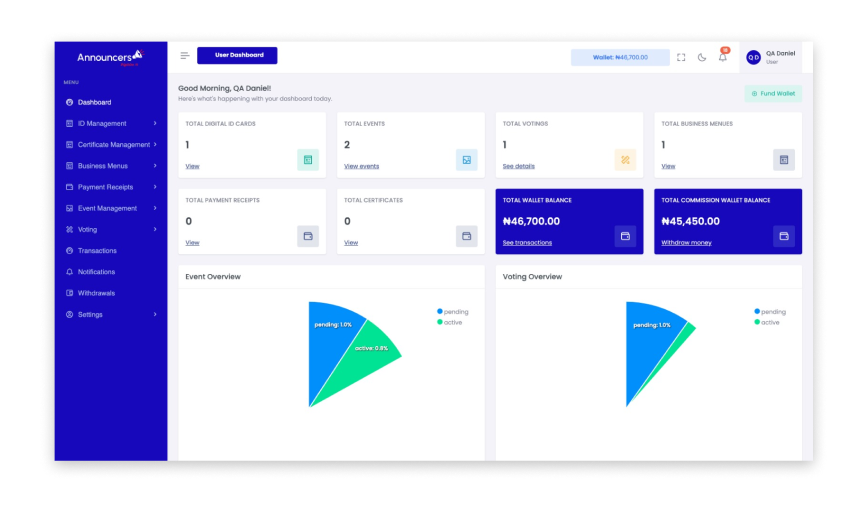 Announcers
User Dashboard
Wallet: ₦46,700.00
18
QD
QA Daniel
User
MENU
Dashboard
ID Management
Certificate Management
Business Menus
Payment Receipts
Event Management
Voting
Transactions
Notifications
Withdrawals
Settings
Good Morning, QA Daniel!
Here's what's happening with your dashboard today.
Fund Wallet
TOTAL DIGITAL ID CARDS
1
View
TOTAL EVENTS
2
View events
TOTAL VOTINGS
1
See details
TOTAL BUSINESS MENUES
1
View
TOTAL PAYMENT RECEIPTS
0
View
TOTAL CERTIFICATES
0
View
TOTAL WALLET BALANCE
₦46,700.00
See transactions
TOTAL COMMISSION WALLET BALANCE
₦45,450.00
Withdraw money
Event Overview
pending: 1.0%
active: 0.8%
pending
active
Voting Overview
pending: 1.0%
pending
active